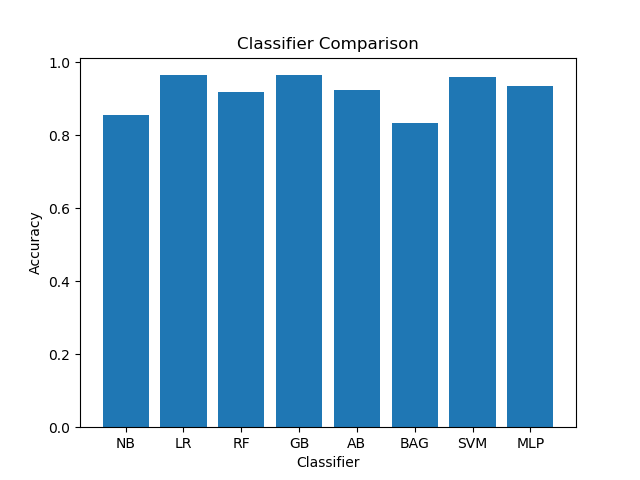 Classifier Comparison
1.0
0.8
0.6
0.4
0.2
0.0
Accuracy
NB LR RF GB AB BAG SVM MLP
Classifier